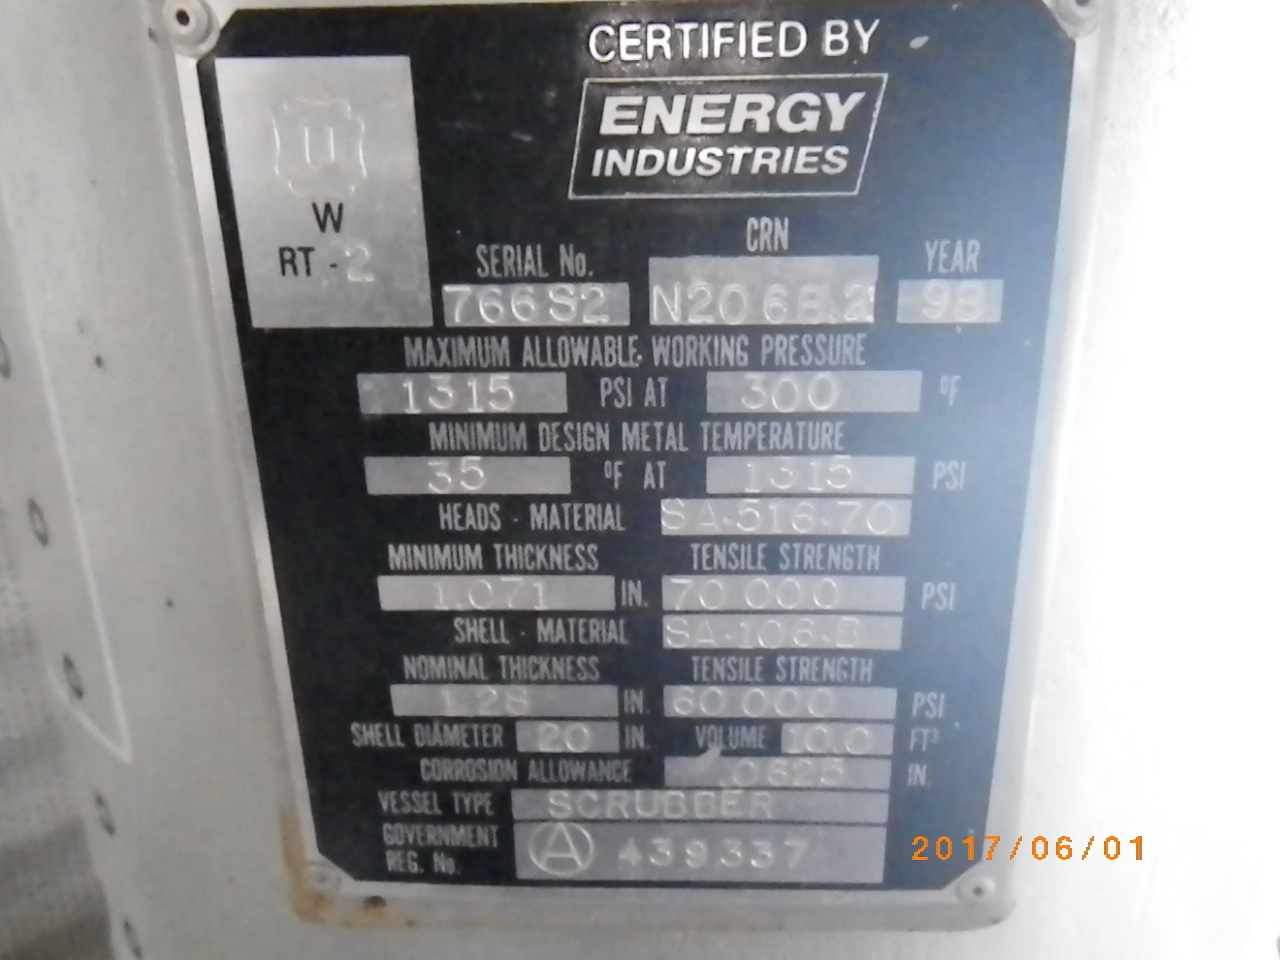 CERTIFIED BY
ENERGY
INDUSTRIES
U
W
RT - 2
SERIAL No. CRN YEAR
766S2 N2068.2 98
MAXIMUM ALLOWABLE WORKING PRESSURE
1315 PSI AT 300 °F
MINIMUM DESIGN METAL TEMPERATURE
35 °F AT 1315 PSI
HEADS - MATERIAL SA-516-70
MINIMUM THICKNESS TENSILE STRENGTH
1.071 IN. 70 000 PSI
SHELL - MATERIAL SA-106-B
NOMINAL THICKNESS TENSILE STRENGTH
1.28 IN. 60 000 PSI
SHELL DIAMETER 20 IN. VOLUME 10.0 FT³
CORROSION ALLOWANCE .0625 IN.
VESSEL TYPE SCRUBBER
GOVERNMENT
REG. No. A 439337
2017/06/01